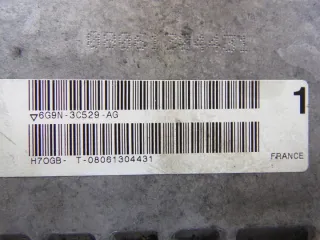 1
▽6G9N-3C529-AG
H7OGB- T-08061304431
FRANCE